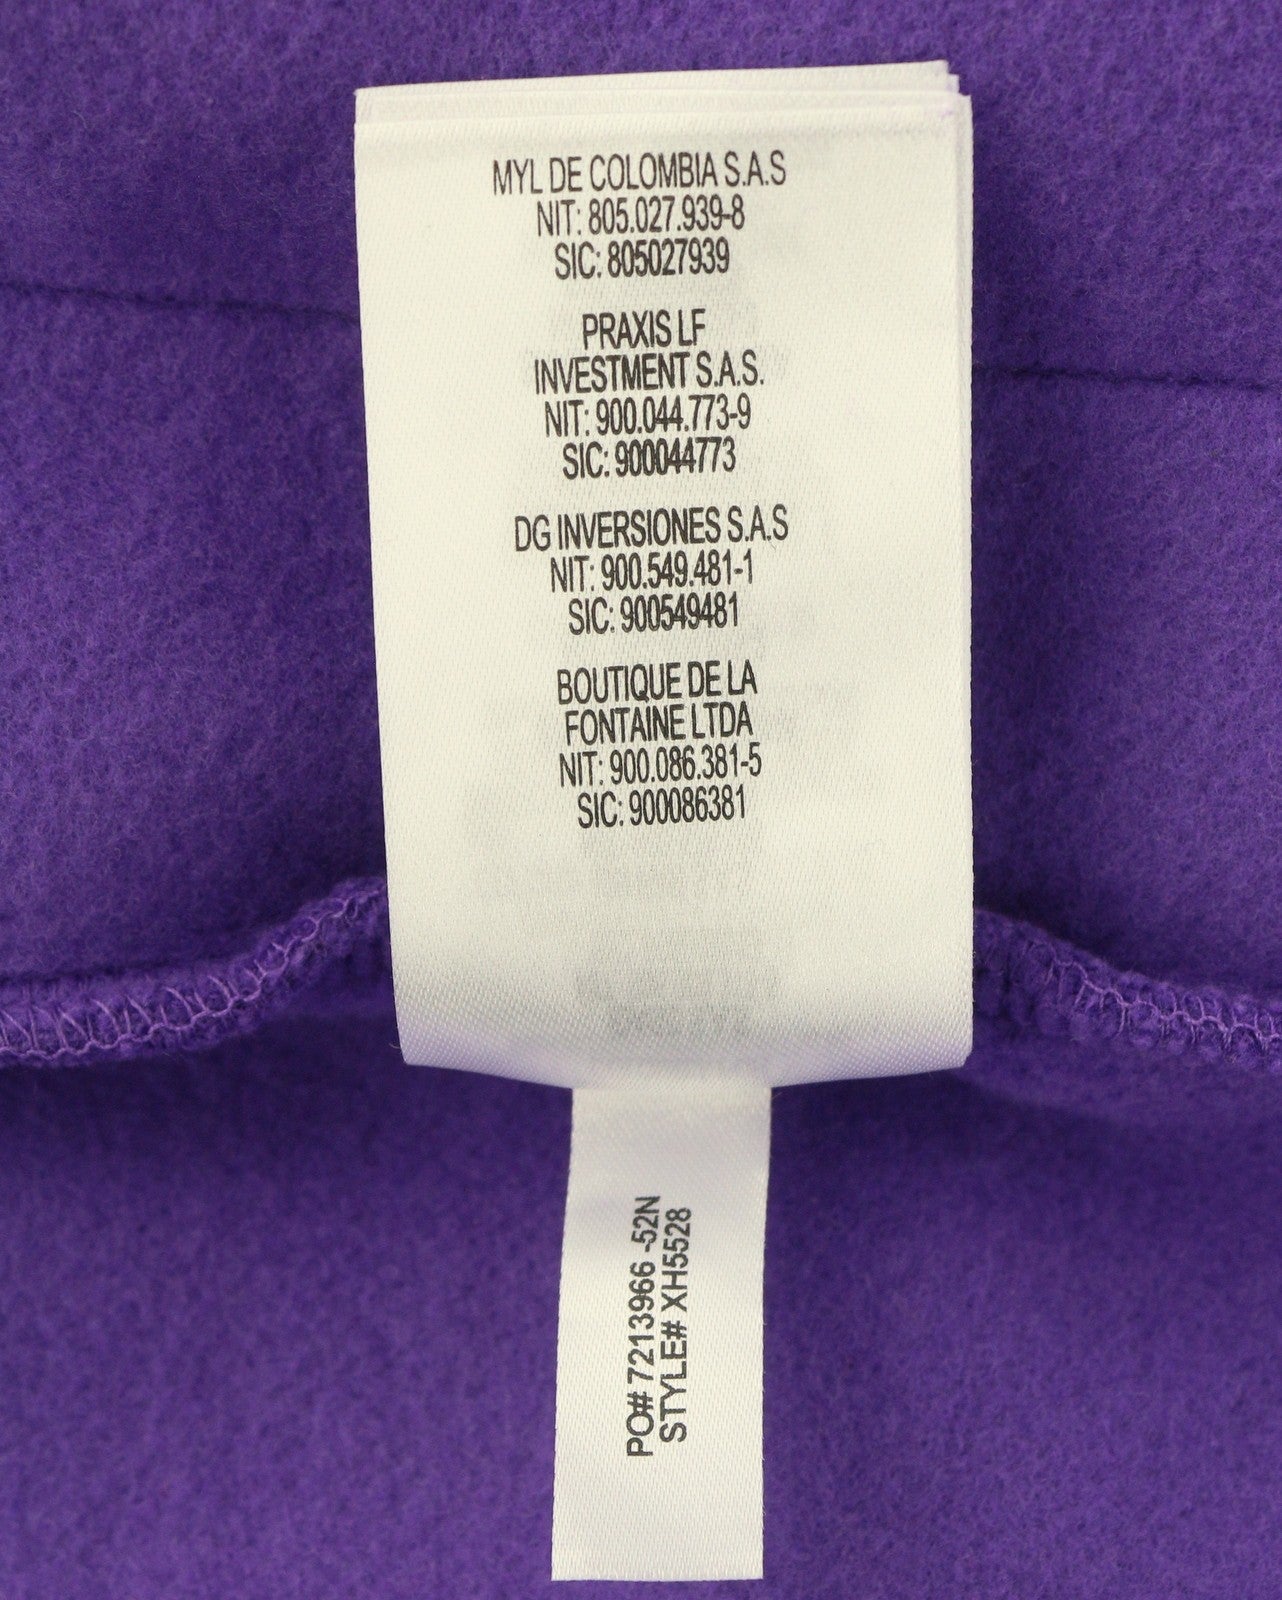 MYL DE COLOMBIA S.A.S
NIT: 805.027.939-8
SIC: 805027939
PRAXIS LF
INVESTMENT S.A.S.
NIT: 900.044.773-9
SIC: 900044773
DG INVERSIONES S.A.S
NIT: 900.549.481-1
SIC: 900549481
BOUTIQUE DE LA
FONTAINE LTDA
NIT: 900.086.381-5
SIC: 900086381
PO# 7213966 -52N
STYLE# XH5528